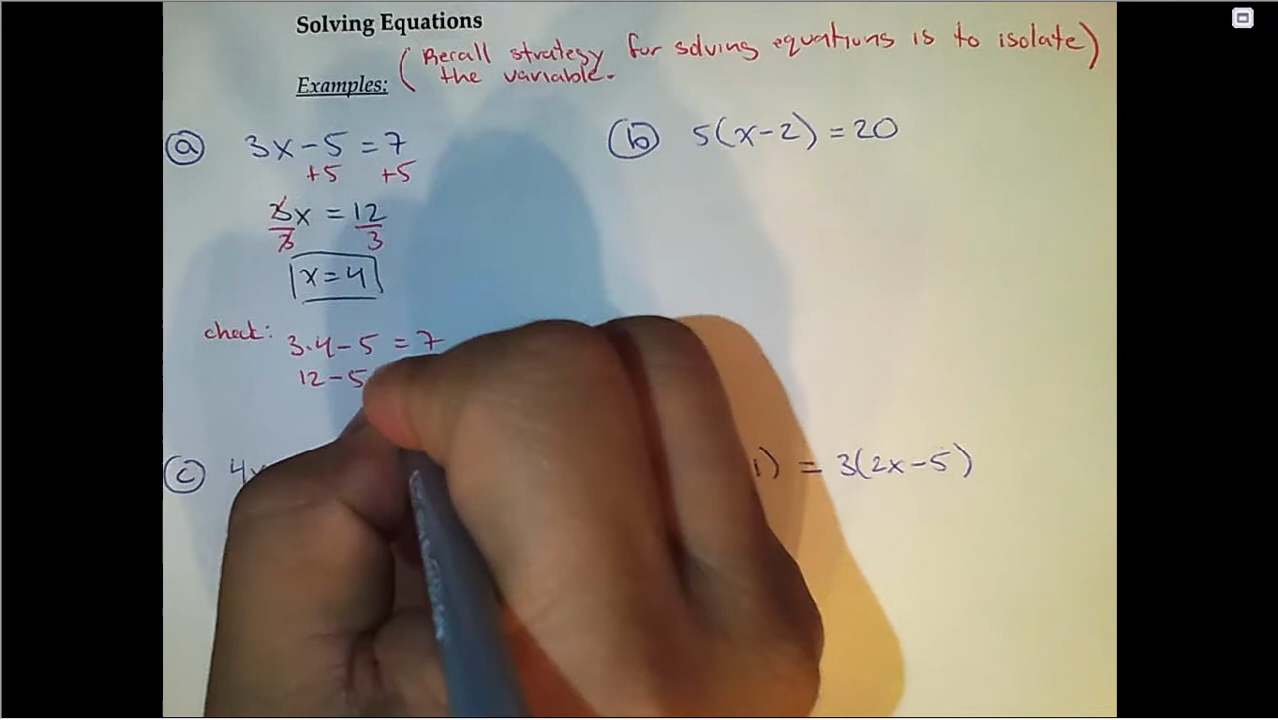 Solving Equations
(Recall strategy for solving equations is to isolate
the variable.)
Examples:
(a) 3x - 5 = 7
+5 +5
3x = 12
3 3
x = 4
check: 3·4 - 5 = 7
12 - 5
(b) 5(x-2) = 20
(c) 4x
1) = 3(2x-5)